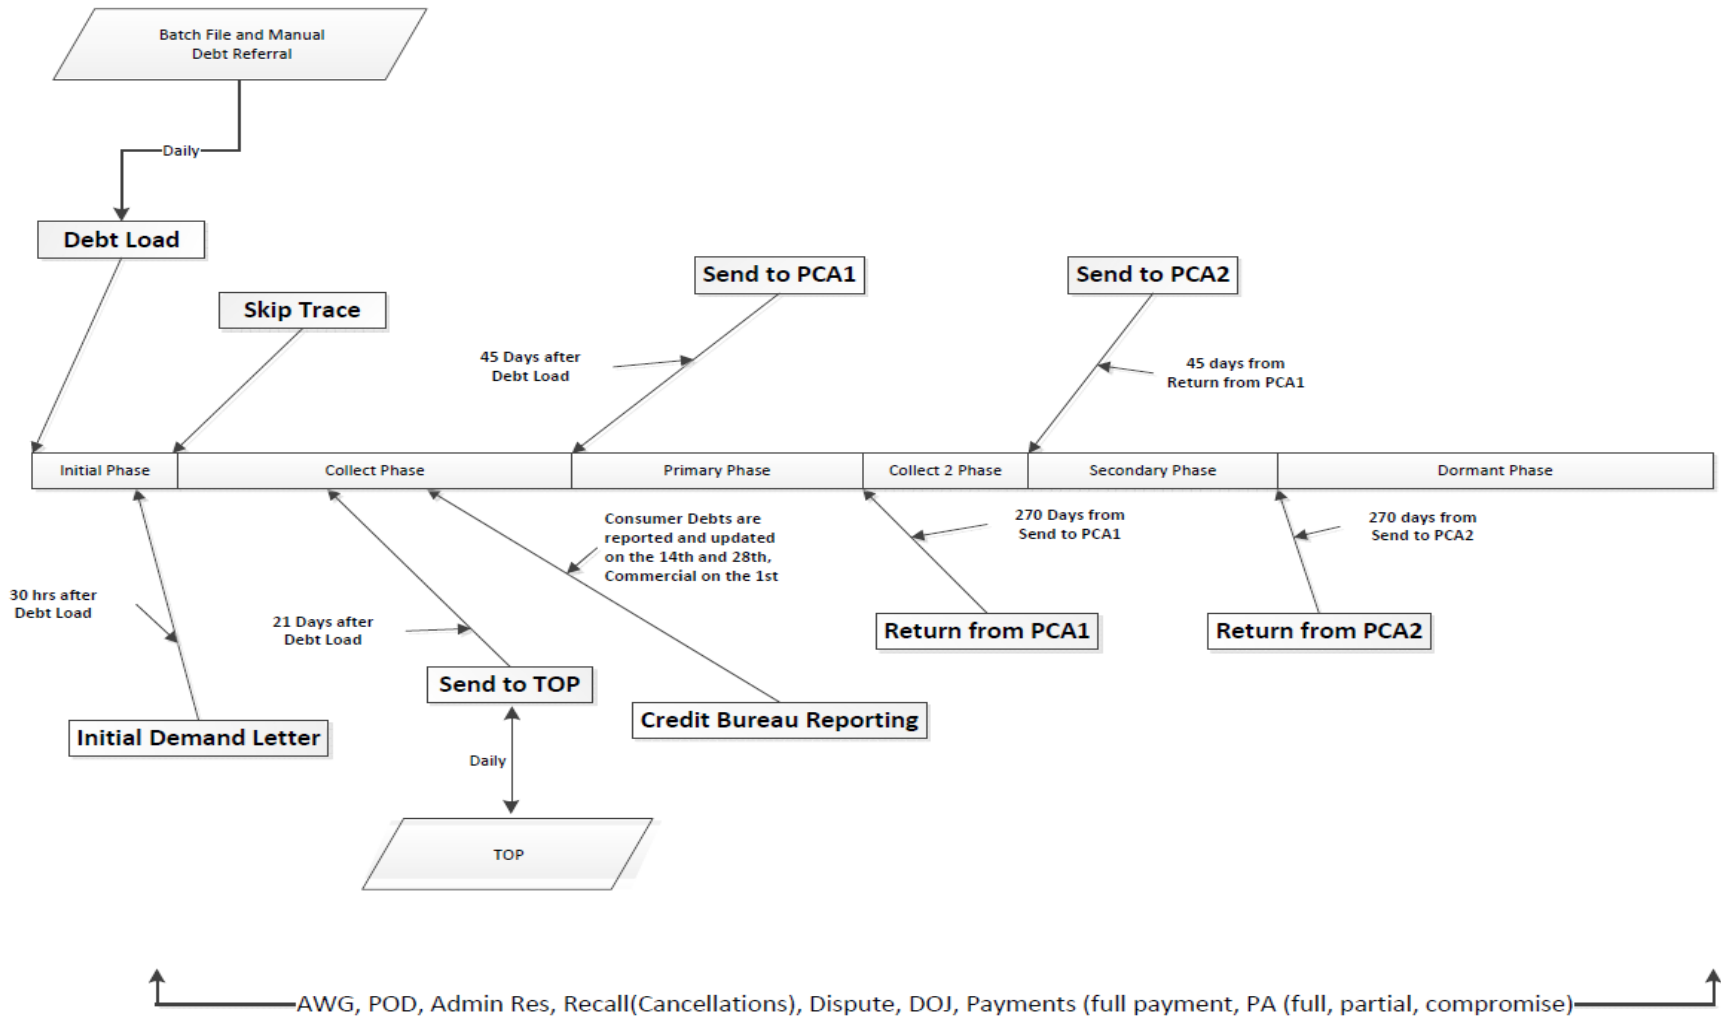 Batch File and Manual
Debt Referral
Daily
Debt Load
Skip Trace
Send to PCA1
Send to PCA2
45 Days after
Debt Load
45 days from
Return from PCA1
Initial Phase
Collect Phase
Primary Phase
Collect 2 Phase
Secondary Phase
Dormant Phase
Consumer Debts are
reported and updated
on the 14th and 28th,
Commercial on the 1st
270 Days from
Send to PCA1
270 days from
Send to PCA2
30 hrs after
Debt Load
21 Days after
Debt Load
Return from PCA1
Return from PCA2
Send to TOP
Credit Bureau Reporting
Initial Demand Letter
Daily
TOP
AWG, POD, Admin Res, Recall(Cancellations), Dispute, DOJ, Payments (full payment, PA (full, partial, compromise)